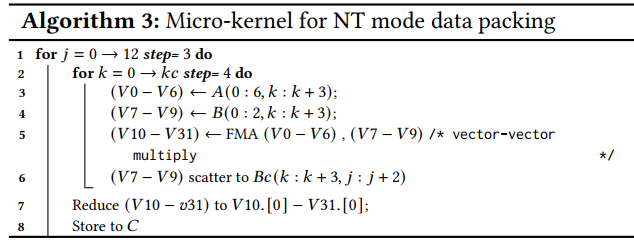 Algorithm 3: Micro-kernel for NT mode data packing
1 for j = 0 → 12 step= 3 do
2 for k = 0 → kc step= 4 do
3 (V0 − V6) ← A(0 : 6, k : k + 3);
4 (V7 − V9) ← B(0 : 2, k : k + 3);
5 (V10 − V31) ← FMA (V0 − V6) , (V7 − V9) /* vector-vector
multiply */
6 (V7 − V9) scatter to Bc(k : k + 3, j : j + 2)
7 Reduce (V10 − v31) to V10.[0] − V31.[0];
8 Store to C